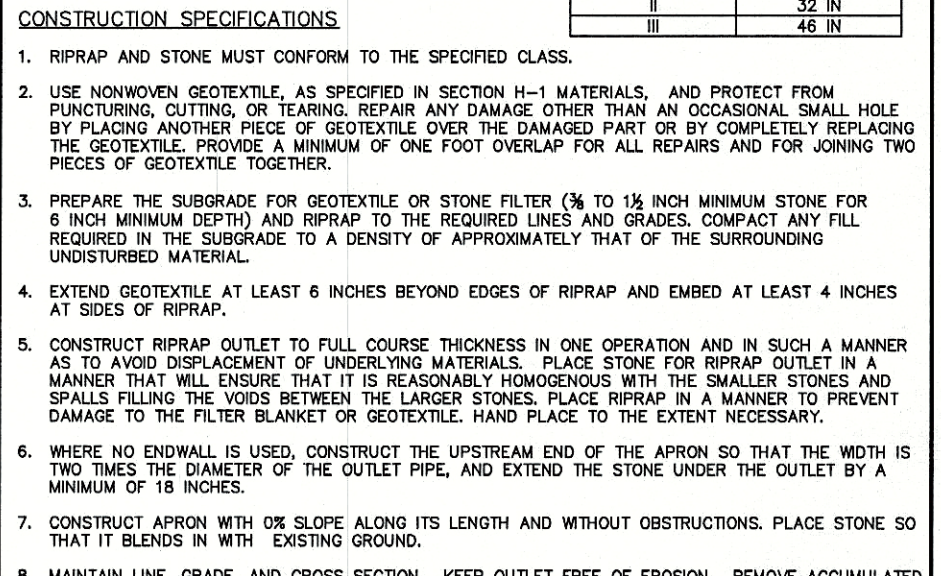 II 32 IN
CONSTRUCTION SPECIFICATIONS
III 46 IN
1. RIPRAP AND STONE MUST CONFORM TO THE SPECIFIED CLASS.
2. USE NONWOVEN GEOTEXTILE, AS SPECIFIED IN SECTION H-1 MATERIALS, AND PROTECT FROM
PUNCTURING, CUTTING, OR TEARING. REPAIR ANY DAMAGE OTHER THAN AN OCCASIONAL SMALL HOLE
BY PLACING ANOTHER PIECE OF GEOTEXTILE OVER THE DAMAGED PART OR BY COMPLETELY REPLACING
THE GEOTEXTILE. PROVIDE A MINIMUM OF ONE FOOT OVERLAP FOR ALL REPAIRS AND FOR JOINING TWO
PIECES OF GEOTEXTILE TOGETHER.
3. PREPARE THE SUBGRADE FOR GEOTEXTILE OR STONE FILTER (⅜ TO 1½ INCH MINIMUM STONE FOR
6 INCH MINIMUM DEPTH) AND RIPRAP TO THE REQUIRED LINES AND GRADES. COMPACT ANY FILL
REQUIRED IN THE SUBGRADE TO A DENSITY OF APPROXIMATELY THAT OF THE SURROUNDING
UNDISTURBED MATERIAL.
4. EXTEND GEOTEXTILE AT LEAST 6 INCHES BEYOND EDGES OF RIPRAP AND EMBED AT LEAST 4 INCHES
AT SIDES OF RIPRAP.
5. CONSTRUCT RIPRAP OUTLET TO FULL COURSE THICKNESS IN ONE OPERATION AND IN SUCH A MANNER
AS TO AVOID DISPLACEMENT OF UNDERLYING MATERIALS. PLACE STONE FOR RIPRAP OUTLET IN A
MANNER THAT WILL ENSURE THAT IT IS REASONABLY HOMOGENOUS WITH THE SMALLER STONES AND
SPALLS FILLING THE VOIDS BETWEEN THE LARGER STONES. PLACE RIPRAP IN A MANNER TO PREVENT
DAMAGE TO THE FILTER BLANKET OR GEOTEXTILE. HAND PLACE TO THE EXTENT NECESSARY.
6. WHERE NO ENDWALL IS USED, CONSTRUCT THE UPSTREAM END OF THE APRON SO THAT THE WIDTH IS
TWO TIMES THE DIAMETER OF THE OUTLET PIPE, AND EXTEND THE STONE UNDER THE OUTLET BY A
MINIMUM OF 18 INCHES.
7. CONSTRUCT APRON WITH 0% SLOPE ALONG ITS LENGTH AND WITHOUT OBSTRUCTIONS. PLACE STONE SO
THAT IT BLENDS IN WITH EXISTING GROUND.
8. MAINTAIN LINE, GRADE, AND CROSS SECTION. KEEP OUTLET FREE OF EROSION. REMOVE ACCUMULATED